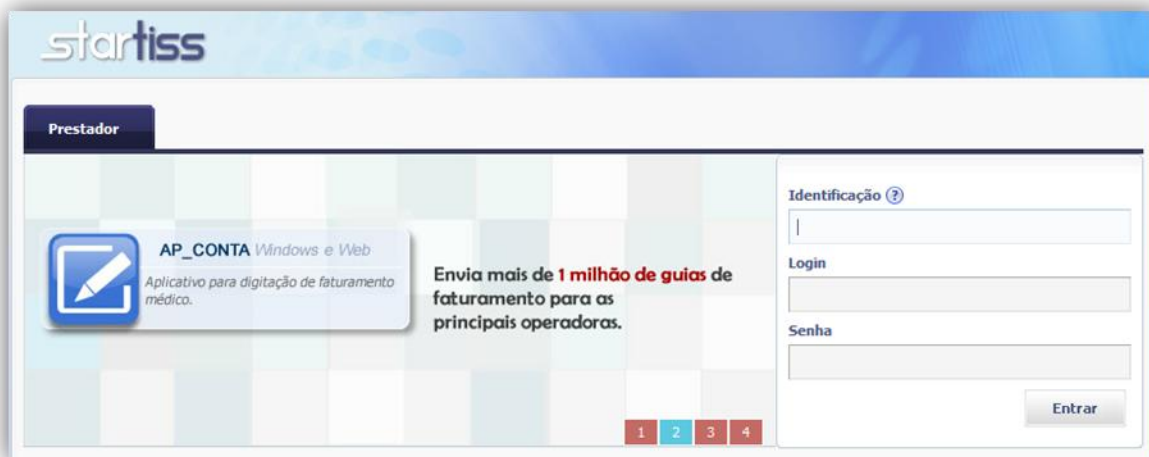 startiss
Prestador
AP_CONTA Windows e Web
Aplicativo para digitação de faturamento
médico.
Envia mais de 1 milhão de guias de
faturamento para as
principais operadoras.
1 2 3 4
Identificação ?
Login
Senha
Entrar